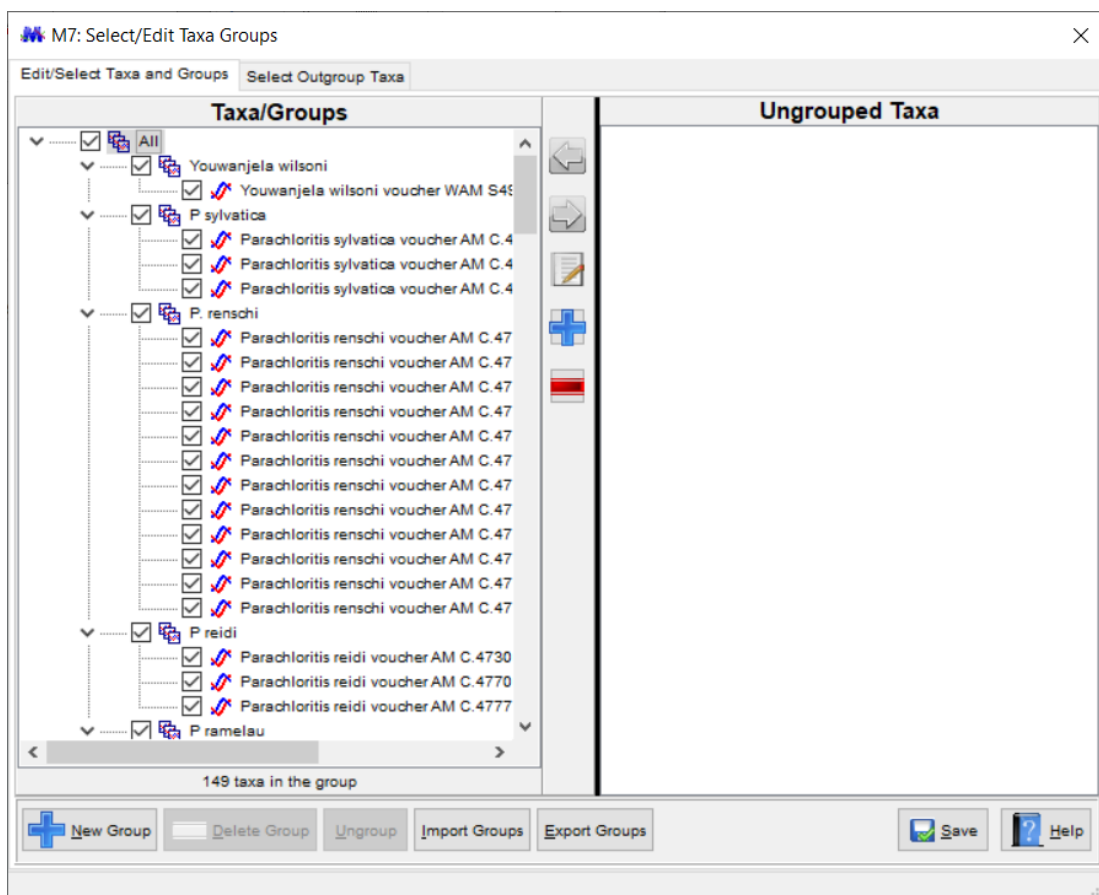 M7: Select/Edit Taxa Groups
Edit/Select Taxa and Groups
Select Outgroup Taxa
Taxa/Groups
Ungrouped Taxa
All
Youwanjela wilsoni
Youwanjela wilsoni voucher WAM S49
P sylvatica
Parachloritis sylvatica voucher AM C.4
Parachloritis sylvatica voucher AM C.4
Parachloritis sylvatica voucher AM C.4
P. renschi
Parachloritis renschi voucher AM C.47
Parachloritis renschi voucher AM C.47
Parachloritis renschi voucher AM C.47
Parachloritis renschi voucher AM C.47
Parachloritis renschi voucher AM C.47
Parachloritis renschi voucher AM C.47
Parachloritis renschi voucher AM C.47
Parachloritis renschi voucher AM C.47
Parachloritis renschi voucher AM C.47
Parachloritis renschi voucher AM C.47
Parachloritis renschi voucher AM C.47
Parachloritis renschi voucher AM C.47
P reidi
Parachloritis reidi voucher AM C.4730
Parachloritis reidi voucher AM C.4770
Parachloritis reidi voucher AM C.4777
P ramelau
149 taxa in the group
New Group
Delete Group
Ungroup
Import Groups
Export Groups
Save
Help